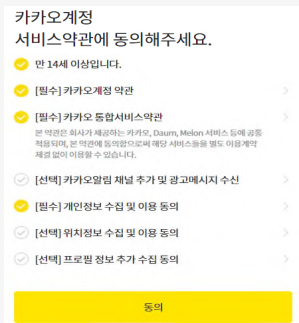 카카오계정
서비스약관에 동의해주세요.
만 14세 이상입니다.
[필수] 카카오계정 약관
[필수] 카카오 통합서비스약관
본 약관은 회사가 제공하는 카카오, Daum, Melon 서비스 등에 공통
적용되며, 본 약관에 동의함으로써 해당 서비스들을 별도 이용계약
체결 없이 이용할 수 있습니다.
[선택] 카카오알림 채널 추가 및 광고메시지 수신
[필수] 개인정보 수집 및 이용 동의
[선택] 위치정보 수집 및 이용 동의
[선택] 프로필 정보 추가 수집 동의
동의